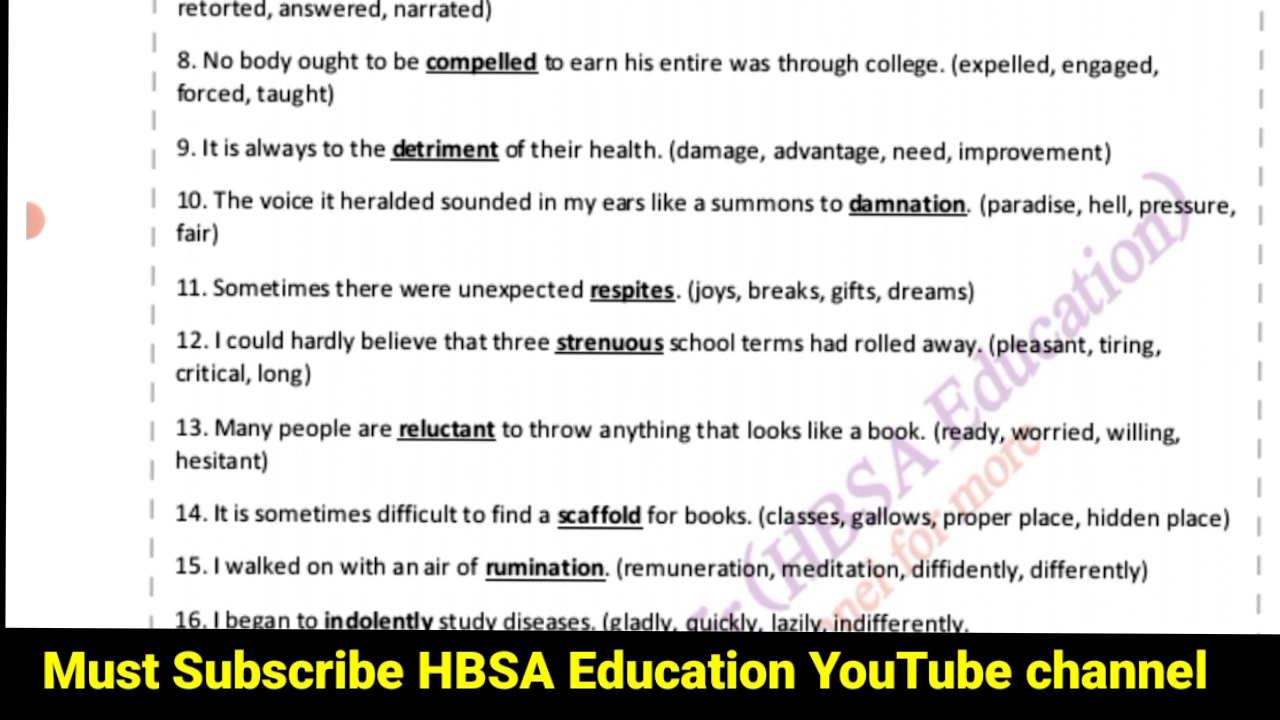 retorted, answered, narrated)
8. No body ought to be compelled to earn his entire was through college. (expelled, engaged,
forced, taught)
9. It is always to the detriment of their health. (damage, advantage, need, improvement)
10. The voice it heralded sounded in my ears like a summons to damnation. (paradise, hell, pressure,
fair)
11. Sometimes there were unexpected respites. (joys, breaks, gifts, dreams)
12. I could hardly believe that three strenuous school terms had rolled away. (pleasant, tiring,
critical, long)
13. Many people are reluctant to throw anything that looks like a book. (ready, worried, willing,
hesitant)
14. It is sometimes difficult to find a scaffold for books. (classes, gallows, proper place, hidden place)
15. I walked on with an air of rumination. (remuneration, meditation, diffidently, differently)
16. I began to indolently study diseases. (gladly, quickly, lazily, indifferently.
(HBSA Education)
for more
Must Subscribe HBSA Education YouTube channel